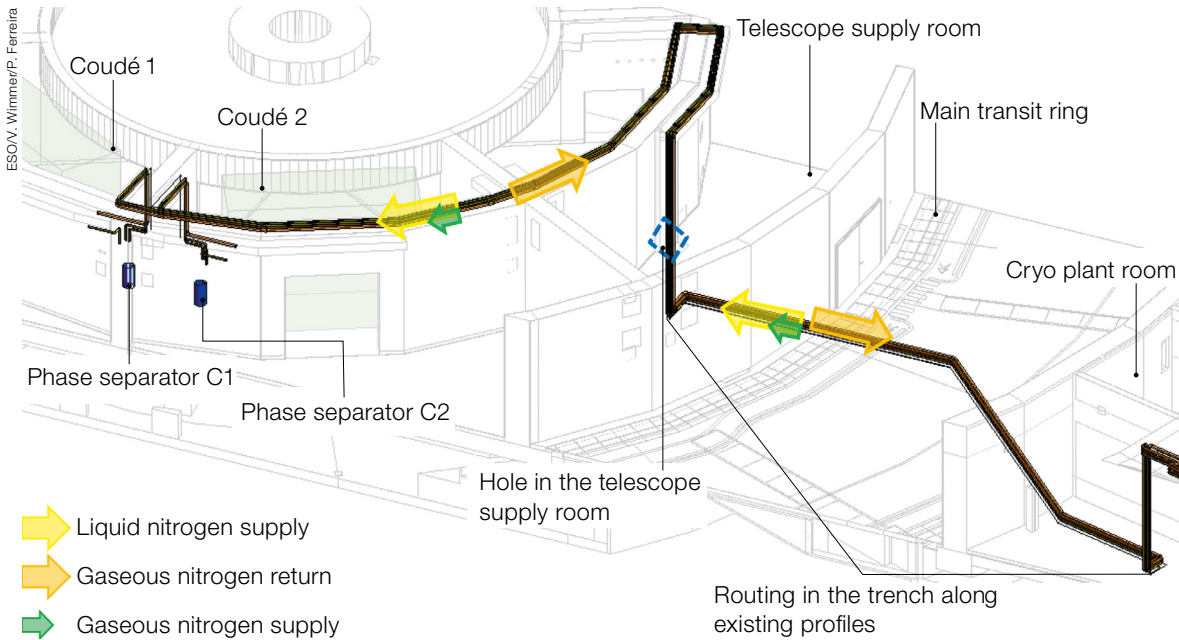 ESO/V. Wimmer/P. Ferreira
Coudé 1
Coudé 2
Telescope supply room
Main transit ring
Cryo plant room
Phase separator C1
Phase separator C2
Hole in the telescope
supply room
Routing in the trench along
existing profiles
Liquid nitrogen supply
Gaseous nitrogen return
Gaseous nitrogen supply